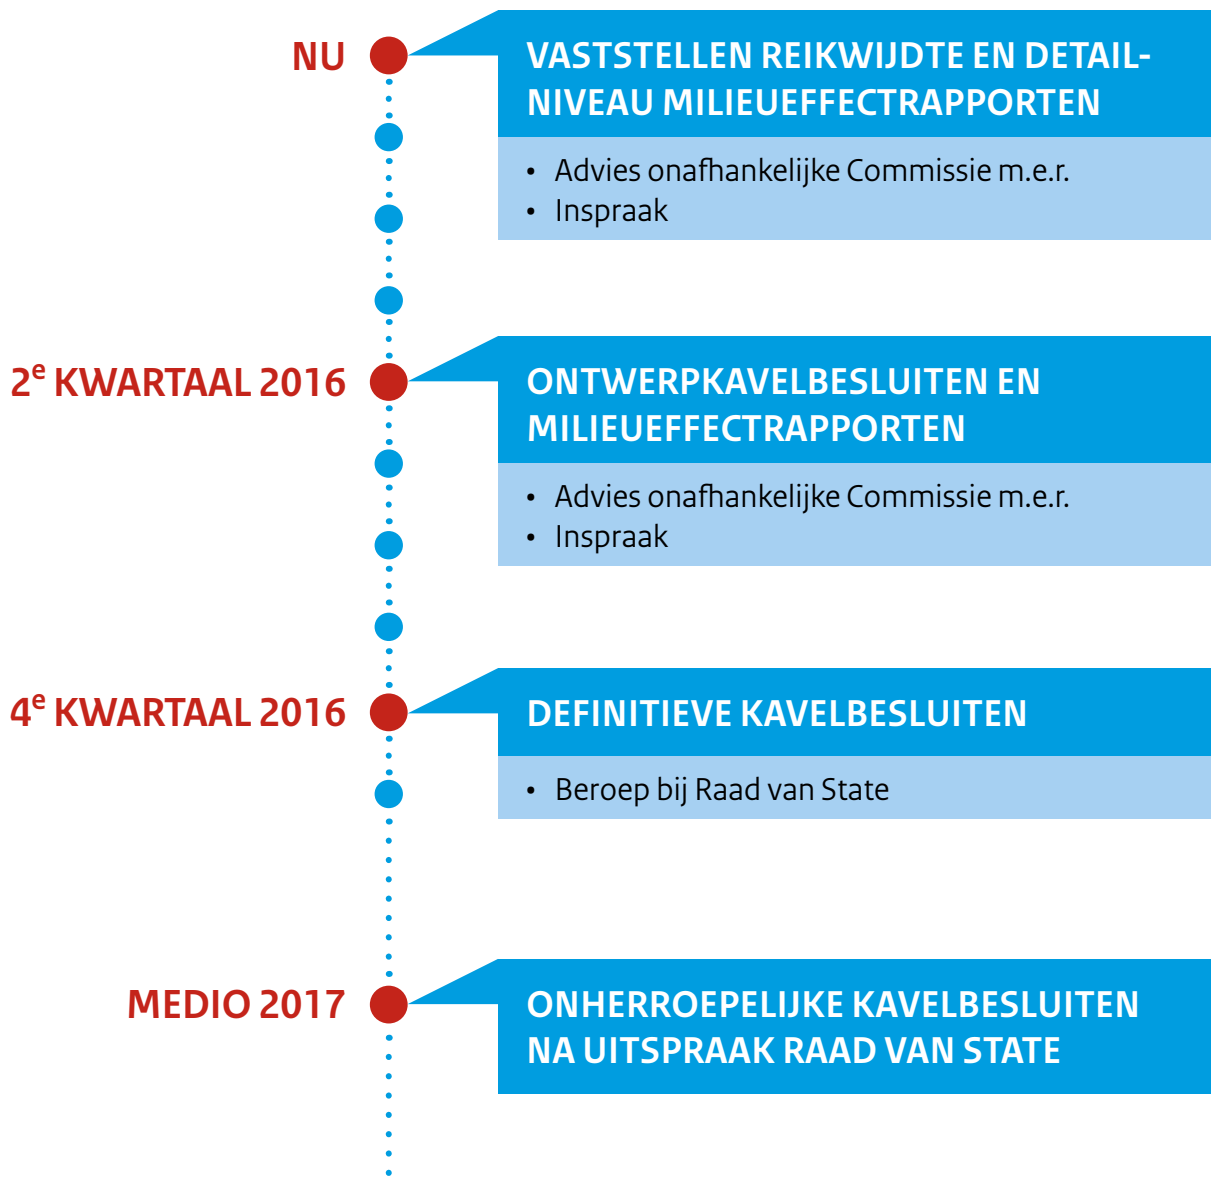 NU
VASTSTELLEN REIKWIJDTE EN DETAIL-
NIVEAU MILIEUEFFECTRAPPORTEN
• Advies onafhankelijke Commissie m.e.r.
• Inspraak
2e KWARTAAL 2016
ONTWERPKAVELBESLUITEN EN
MILIEUEFFECTRAPPORTEN
• Advies onafhankelijke Commissie m.e.r.
• Inspraak
4e KWARTAAL 2016
DEFINITIEVE KAVELBESLUITEN
• Beroep bij Raad van State
MEDIO 2017
ONHERROEPELIJKE KAVELBESLUITEN
NA UITSPRAAK RAAD VAN STATE